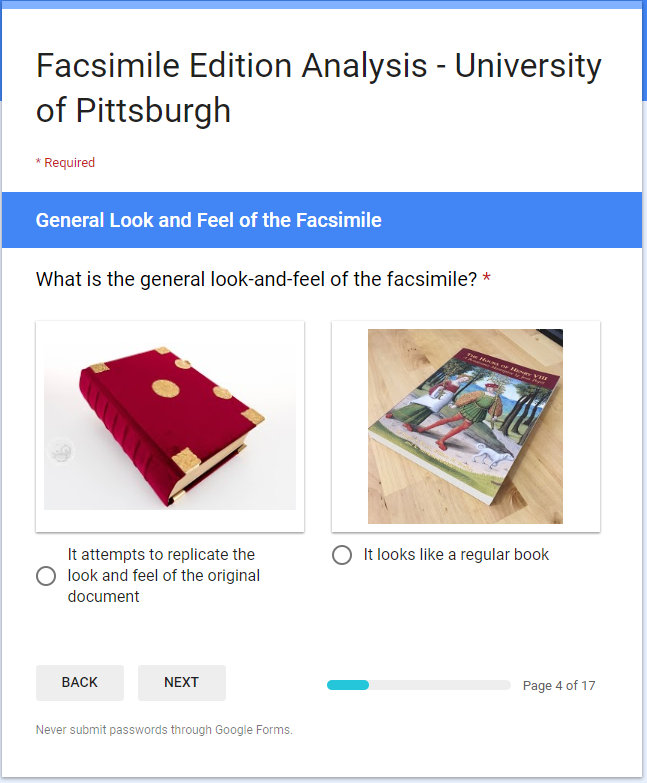 Facsimile Edition Analysis - University
of Pittsburgh
* Required
General Look and Feel of the Facsimile
What is the general look-and-feel of the facsimile? *
THE HOURS OF HENRY VIII
It attempts to replicate the
look and feel of the original
document
It looks like a regular book
BACK
NEXT
Page 4 of 17
Never submit passwords through Google Forms.